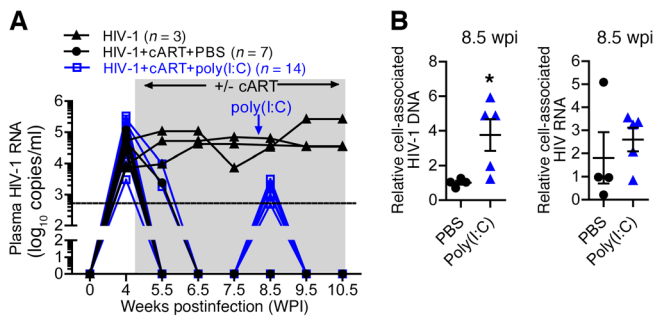 A
HIV-1 (n = 3)
HIV-1+cART+PBS (n = 7)
HIV-1+cART+poly(I:C) (n = 14)
+/- cART
poly(I:C)
Plasma HIV-1 RNA
(log10 copies/ml)
6
5
4
3
2
2
1
0
0 4 5.5 6.5 7.5 8.5 9.5 10.5
Weeks postinfection (WPI)
B
8.5 wpi
Relative cell-associated
HIV-1 DNA
8
6
4
2
0
*
PBS
Poly(I:C)
8.5 wpi
Relative cell-associated
HIV RNA
6
4
2
0
PBS
Poly(I:C)